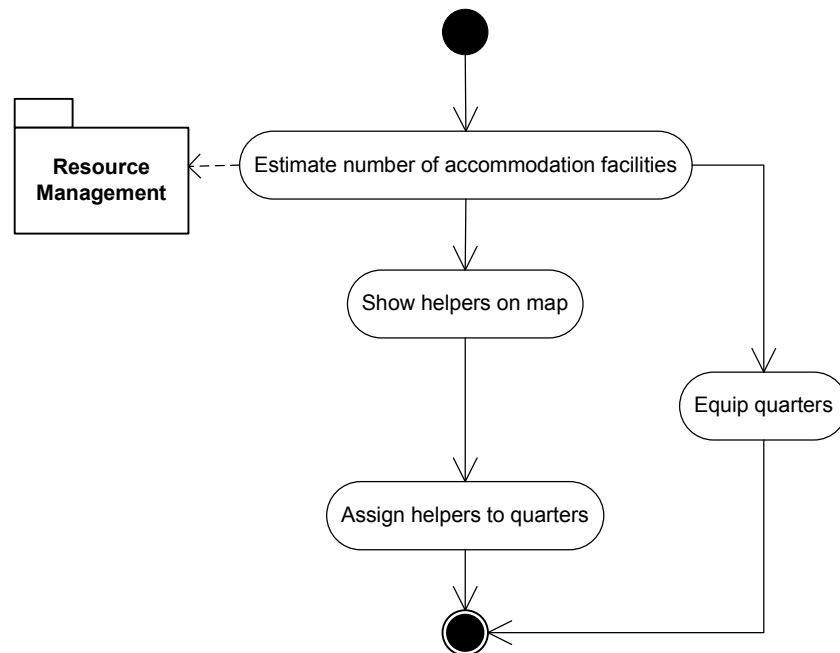 Resource
Management
Estimate number of accommodation facilities
Show helpers on map
Equip quarters
Assign helpers to quarters